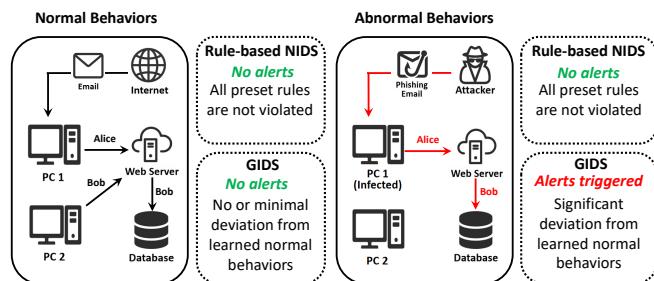 Normal Behaviors
Email
Internet
Alice
PC 1
Web Server
Bob
Bob
PC 2
Database
Rule-based NIDS
No alerts
All preset rules
are not violated
GIDS
No alerts
No or minimal
deviation from
learned normal
behaviors
Abnormal Behaviors
Phishing
Email
Attacker
Alice
PC 1
(Infected)
Web Server
Bob
PC 2
Database
Rule-based NIDS
No alerts
All preset rules
are not violated
GIDS
Alerts triggered
Significant
deviation from
learned normal
behaviors